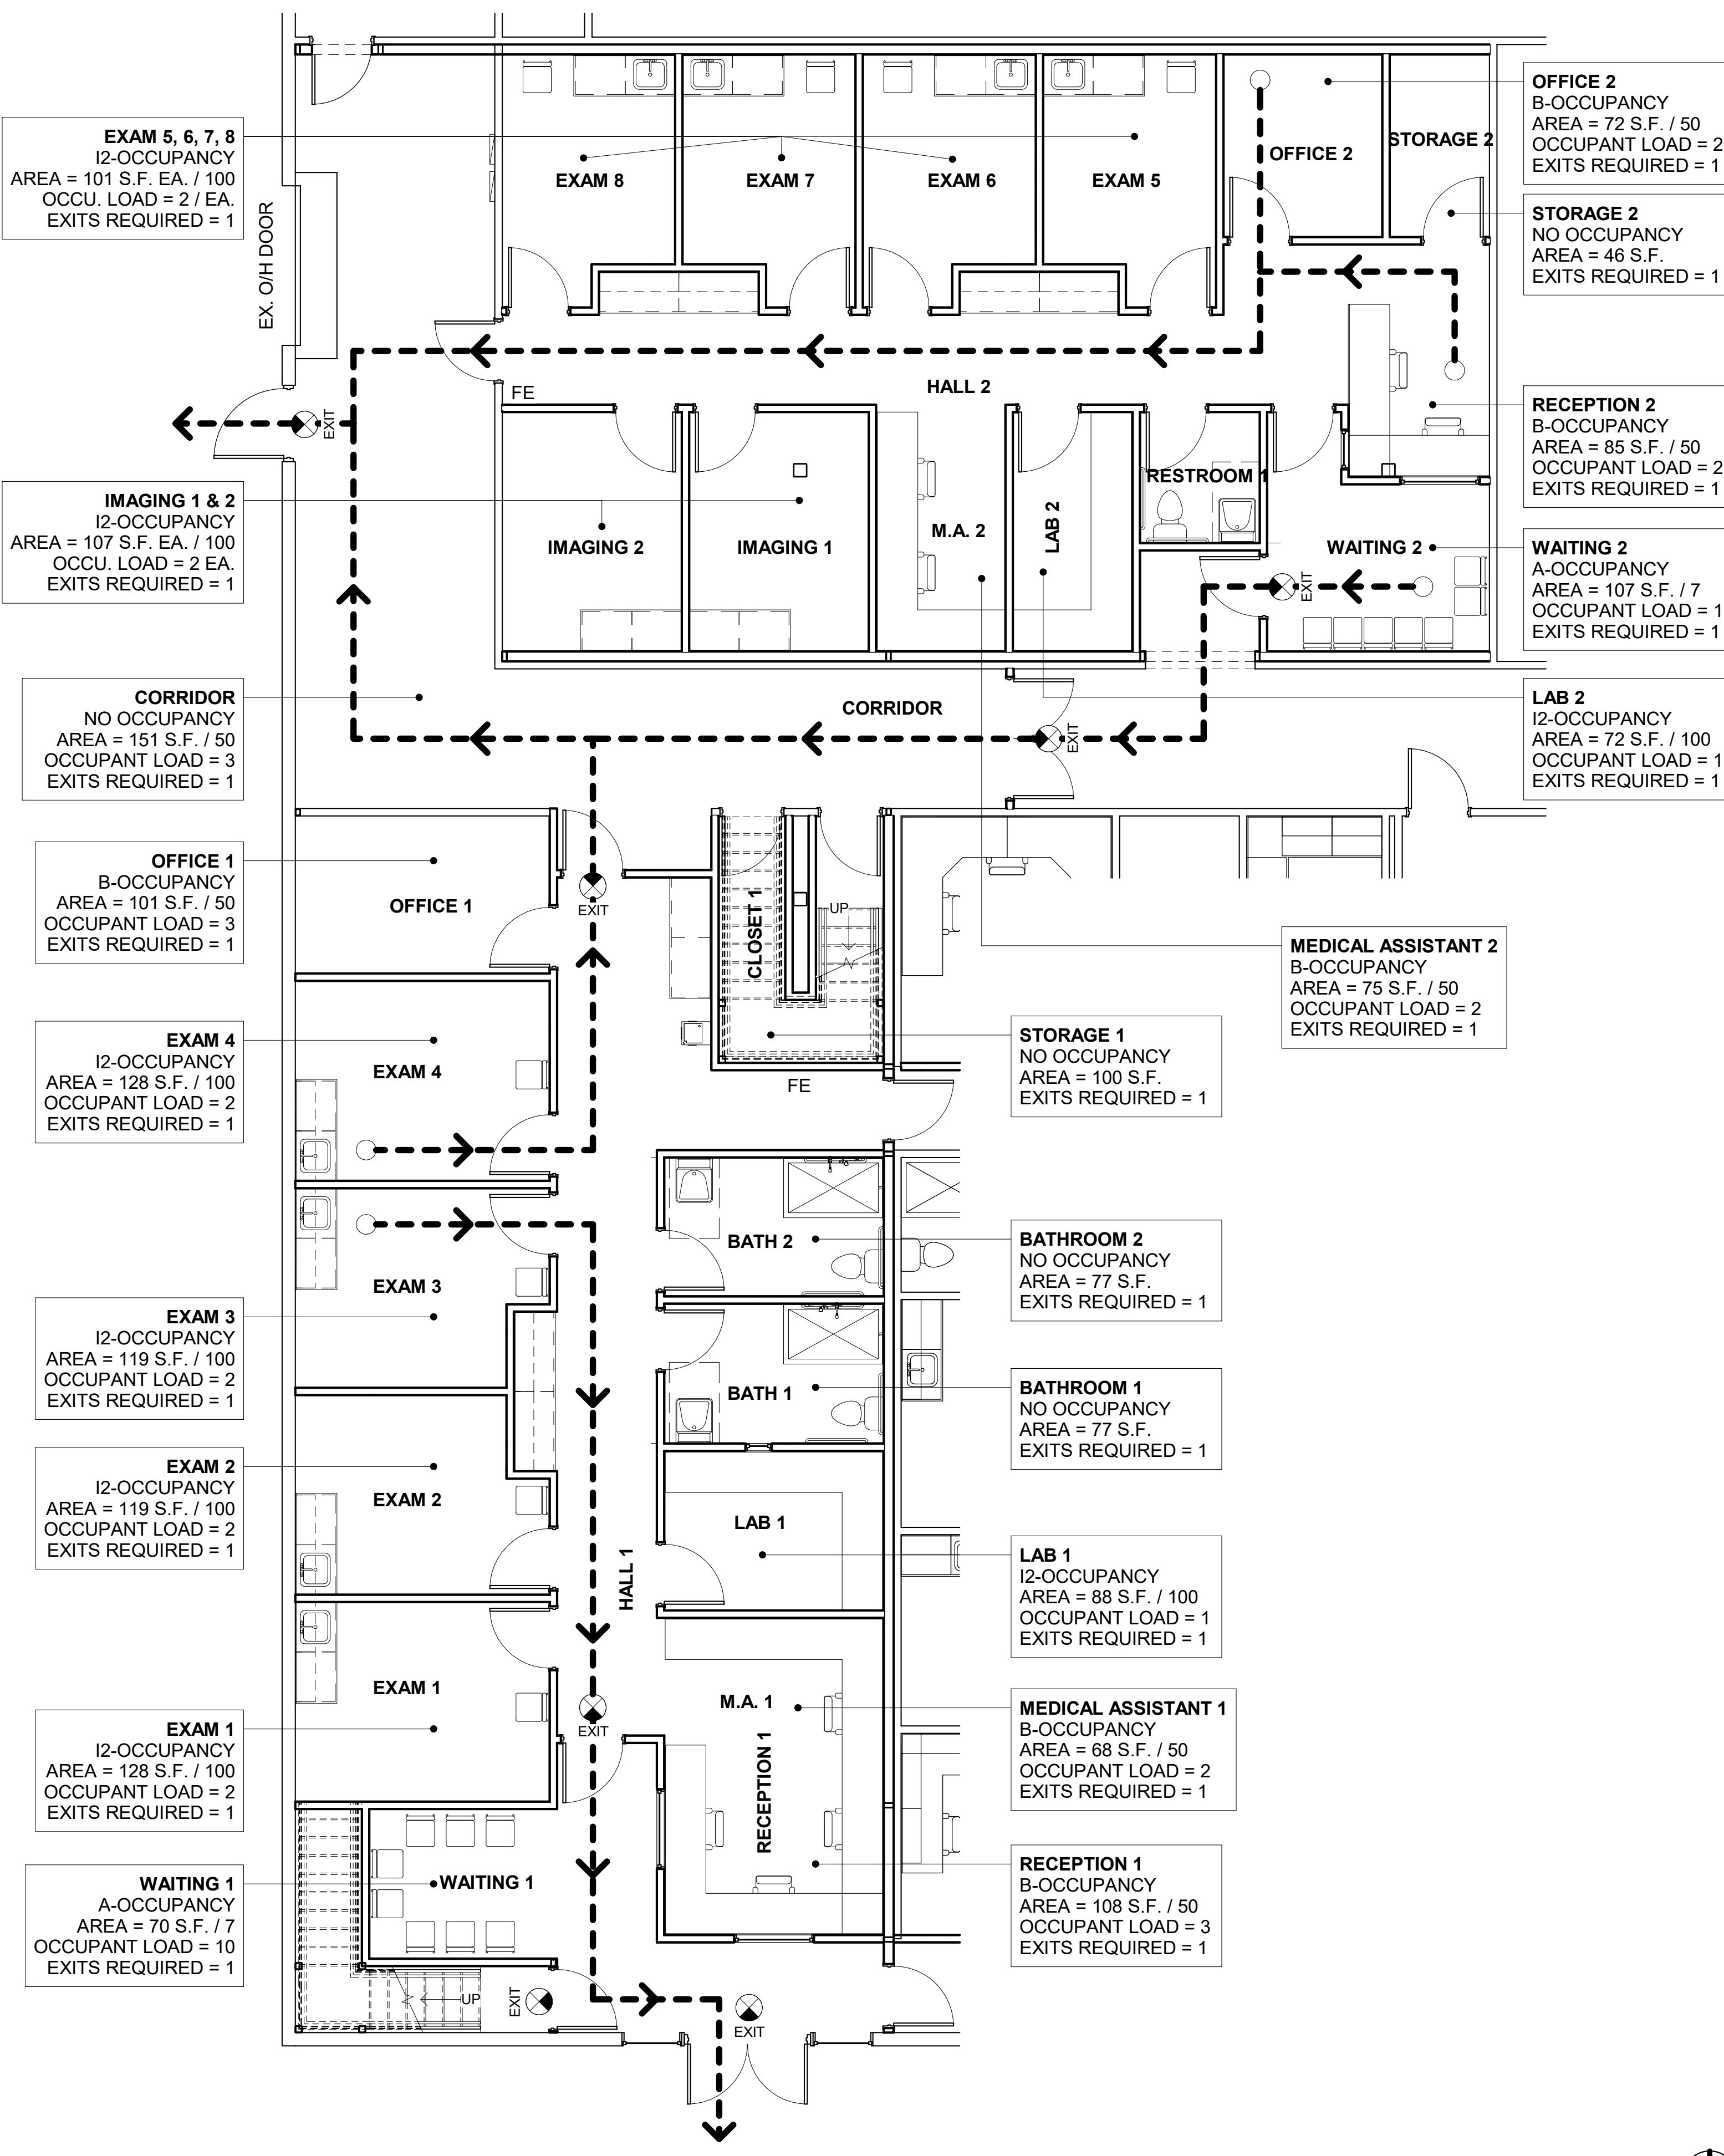 OFFICE 2
B-OCCUPANCY
AREA = 72 S.F. / 50
OCCUPANT LOAD = 2
EXITS REQUIRED = 1
EXAM 5, 6, 7, 8
I2-OCCUPANCY
AREA = 101 S.F. EA. / 100
OCCU. LOAD = 2 / EA.
EXITS REQUIRED = 1
EXAM 8
EXAM 7
EXAM 6
EXAM 5
OFFICE 2
STORAGE 2
STORAGE 2
NO OCCUPANCY
AREA = 46 S.F.
EXITS REQUIRED = 1
EX. O/H DOOR
FE
HALL 2
EXIT
RECEPTION 2
B-OCCUPANCY
AREA = 85 S.F. / 50
OCCUPANT LOAD = 2
EXITS REQUIRED = 1
IMAGING 1 & 2
I2-OCCUPANCY
AREA = 107 S.F. EA. / 100
OCCU. LOAD = 2 EA.
EXITS REQUIRED = 1
IMAGING 2
IMAGING 1
M.A. 2
LAB 2
RESTROOM 1
WAITING 2
EXIT
WAITING 2
A-OCCUPANCY
AREA = 107 S.F. / 7
OCCUPANT LOAD = 1
EXITS REQUIRED = 1
CORRIDOR
NO OCCUPANCY
AREA = 151 S.F. / 50
OCCUPANT LOAD = 3
EXITS REQUIRED = 1
CORRIDOR
EXIT
LAB 2
I2-OCCUPANCY
AREA = 72 S.F. / 100
OCCUPANT LOAD = 1
EXITS REQUIRED = 1
OFFICE 1
B-OCCUPANCY
AREA = 101 S.F. / 50
OCCUPANT LOAD = 3
EXITS REQUIRED = 1
OFFICE 1
EXIT
CLOSET 1
UP
MEDICAL ASSISTANT 2
B-OCCUPANCY
AREA = 75 S.F. / 50
OCCUPANT LOAD = 2
EXITS REQUIRED = 1
EXAM 4
I2-OCCUPANCY
AREA = 128 S.F. / 100
OCCUPANT LOAD = 2
EXITS REQUIRED = 1
EXAM 4
FE
STORAGE 1
NO OCCUPANCY
AREA = 100 S.F.
EXITS REQUIRED = 1
BATH 2
BATHROOM 2
NO OCCUPANCY
AREA = 77 S.F.
EXITS REQUIRED = 1
EXAM 3
EXAM 3
I2-OCCUPANCY
AREA = 119 S.F. / 100
OCCUPANT LOAD = 2
EXITS REQUIRED = 1
BATH 1
BATHROOM 1
NO OCCUPANCY
AREA = 77 S.F.
EXITS REQUIRED = 1
EXAM 2
I2-OCCUPANCY
AREA = 119 S.F. / 100
OCCUPANT LOAD = 2
EXITS REQUIRED = 1
EXAM 2
LAB 1
HALL 1
LAB 1
I2-OCCUPANCY
AREA = 88 S.F. / 100
OCCUPANT LOAD = 1
EXITS REQUIRED = 1
EXAM 1
EXAM 1
I2-OCCUPANCY
AREA = 128 S.F. / 100
OCCUPANT LOAD = 2
EXITS REQUIRED = 1
EXIT
M.A. 1
RECEPTION 1
MEDICAL ASSISTANT 1
B-OCCUPANCY
AREA = 68 S.F. / 50
OCCUPANT LOAD = 2
EXITS REQUIRED = 1
WAITING 1
A-OCCUPANCY
AREA = 70 S.F. / 7
OCCUPANT LOAD = 10
EXITS REQUIRED = 1
WAITING 1
RECEPTION 1
B-OCCUPANCY
AREA = 108 S.F. / 50
OCCUPANT LOAD = 3
EXITS REQUIRED = 1
UP
EXIT
EXIT